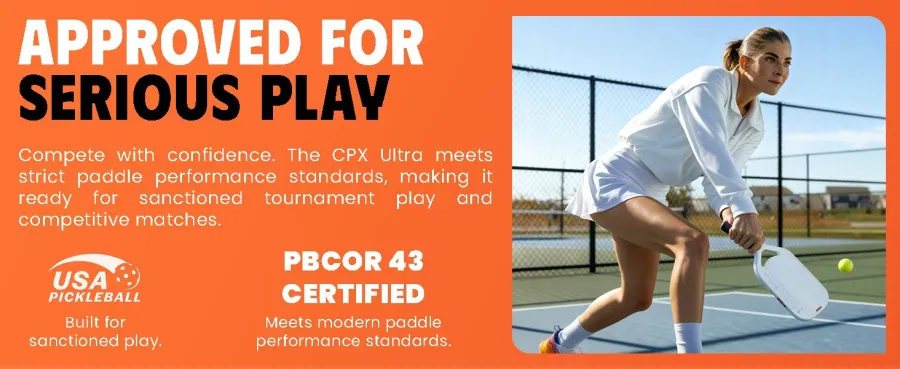 APPROVED FOR
SERIOUS PLAY
Compete with confidence. The CPX Ultra meets
strict paddle performance standards, making it
ready for sanctioned tournament play and
competitive matches.
USA
PICKLEBALL
Built for
sanctioned play.
PBCOR 43
CERTIFIED
Meets modern paddle
performance standards.